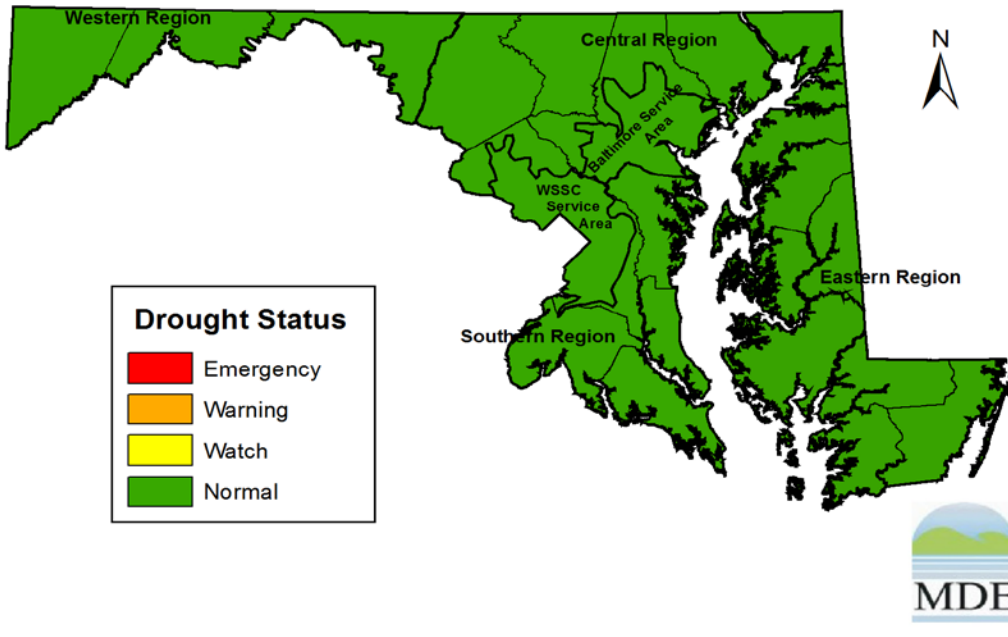 Western Region
Central Region
N
Baltimore Service
Area
WSSC
Service
Area
Eastern Region
Southern Region
Drought Status
Emergency
Warning
Watch
Normal
MDE